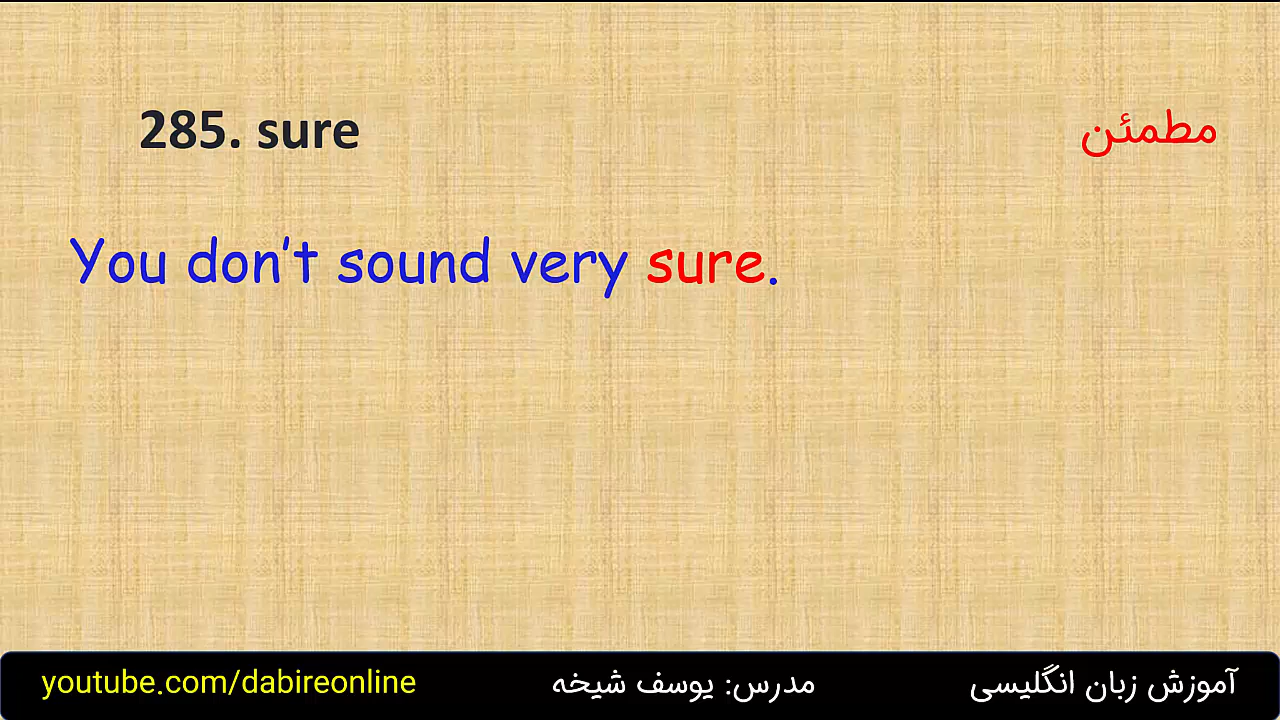 285. sure
مطمئن
You don't sound very sure.
youtube.com/dabireonline
مدرس: یوسف شیخه
آموزش زبان انگلیسی